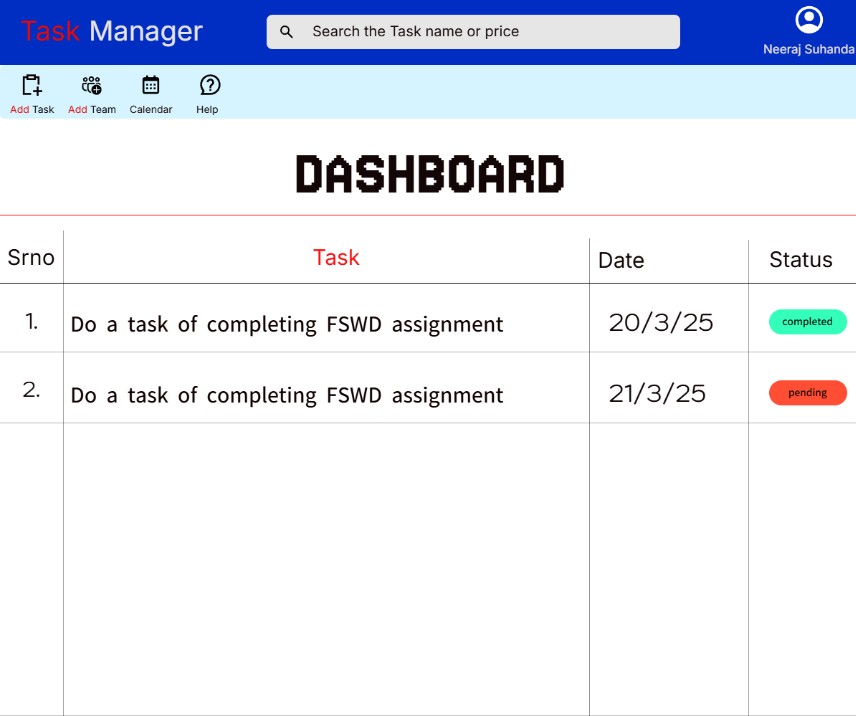 Task Manager
Search the Task name or price
Neeraj Suhanda
Add Task Add Team Calendar Help
DASHBOARD
Srno Task Date Status
1. Do a task of completing FSWD assignment 20/3/25 completed
2. Do a task of completing FSWD assignment 21/3/25 pending